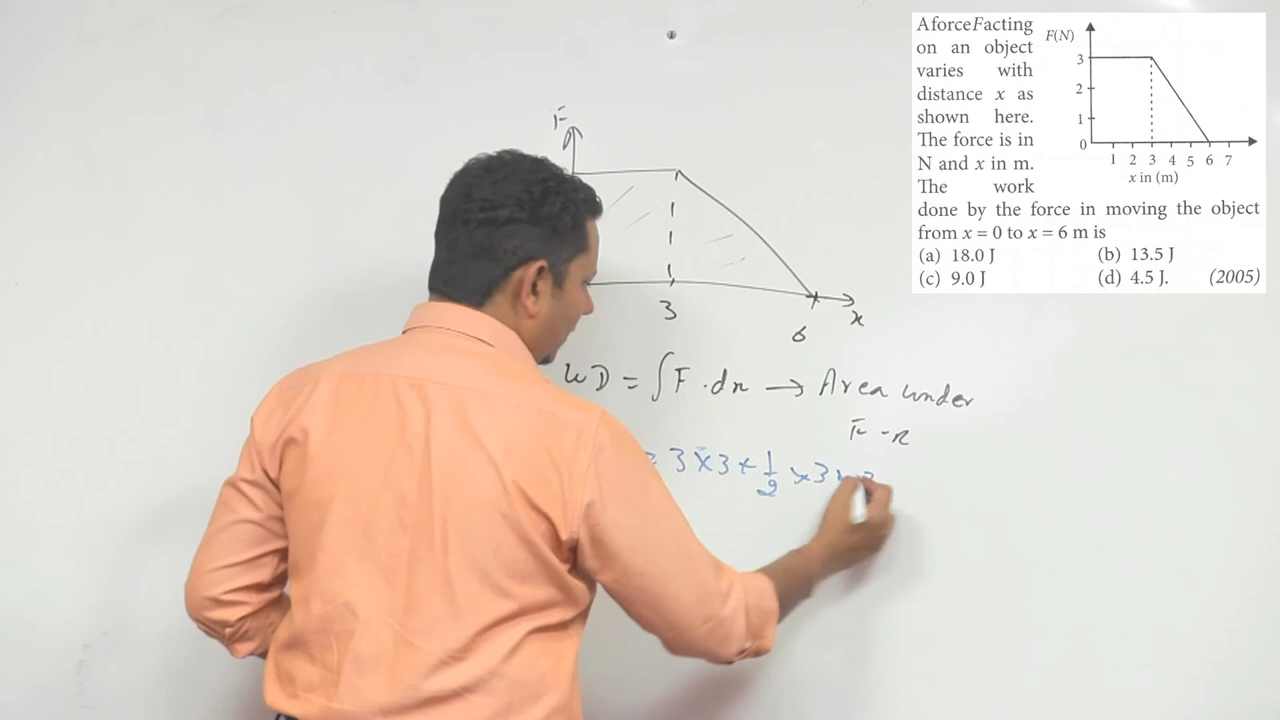 A force F acting
on an object
varies with
distance x as
shown here.
The force is in
N and x in m.
The work
done by the force in moving the object
from x = 0 to x = 6 m is
(a) 18.0 J (b) 13.5 J
(c) 9.0 J (d) 4.5 J. (2005)
F(N)
3
2
1
0
1 2 3 4 5 6 7
x in (m)
F
3
6
x
WD = ∫F · dx → Area under
F - x
= 3 × 3 + 1/2 × 3 ×